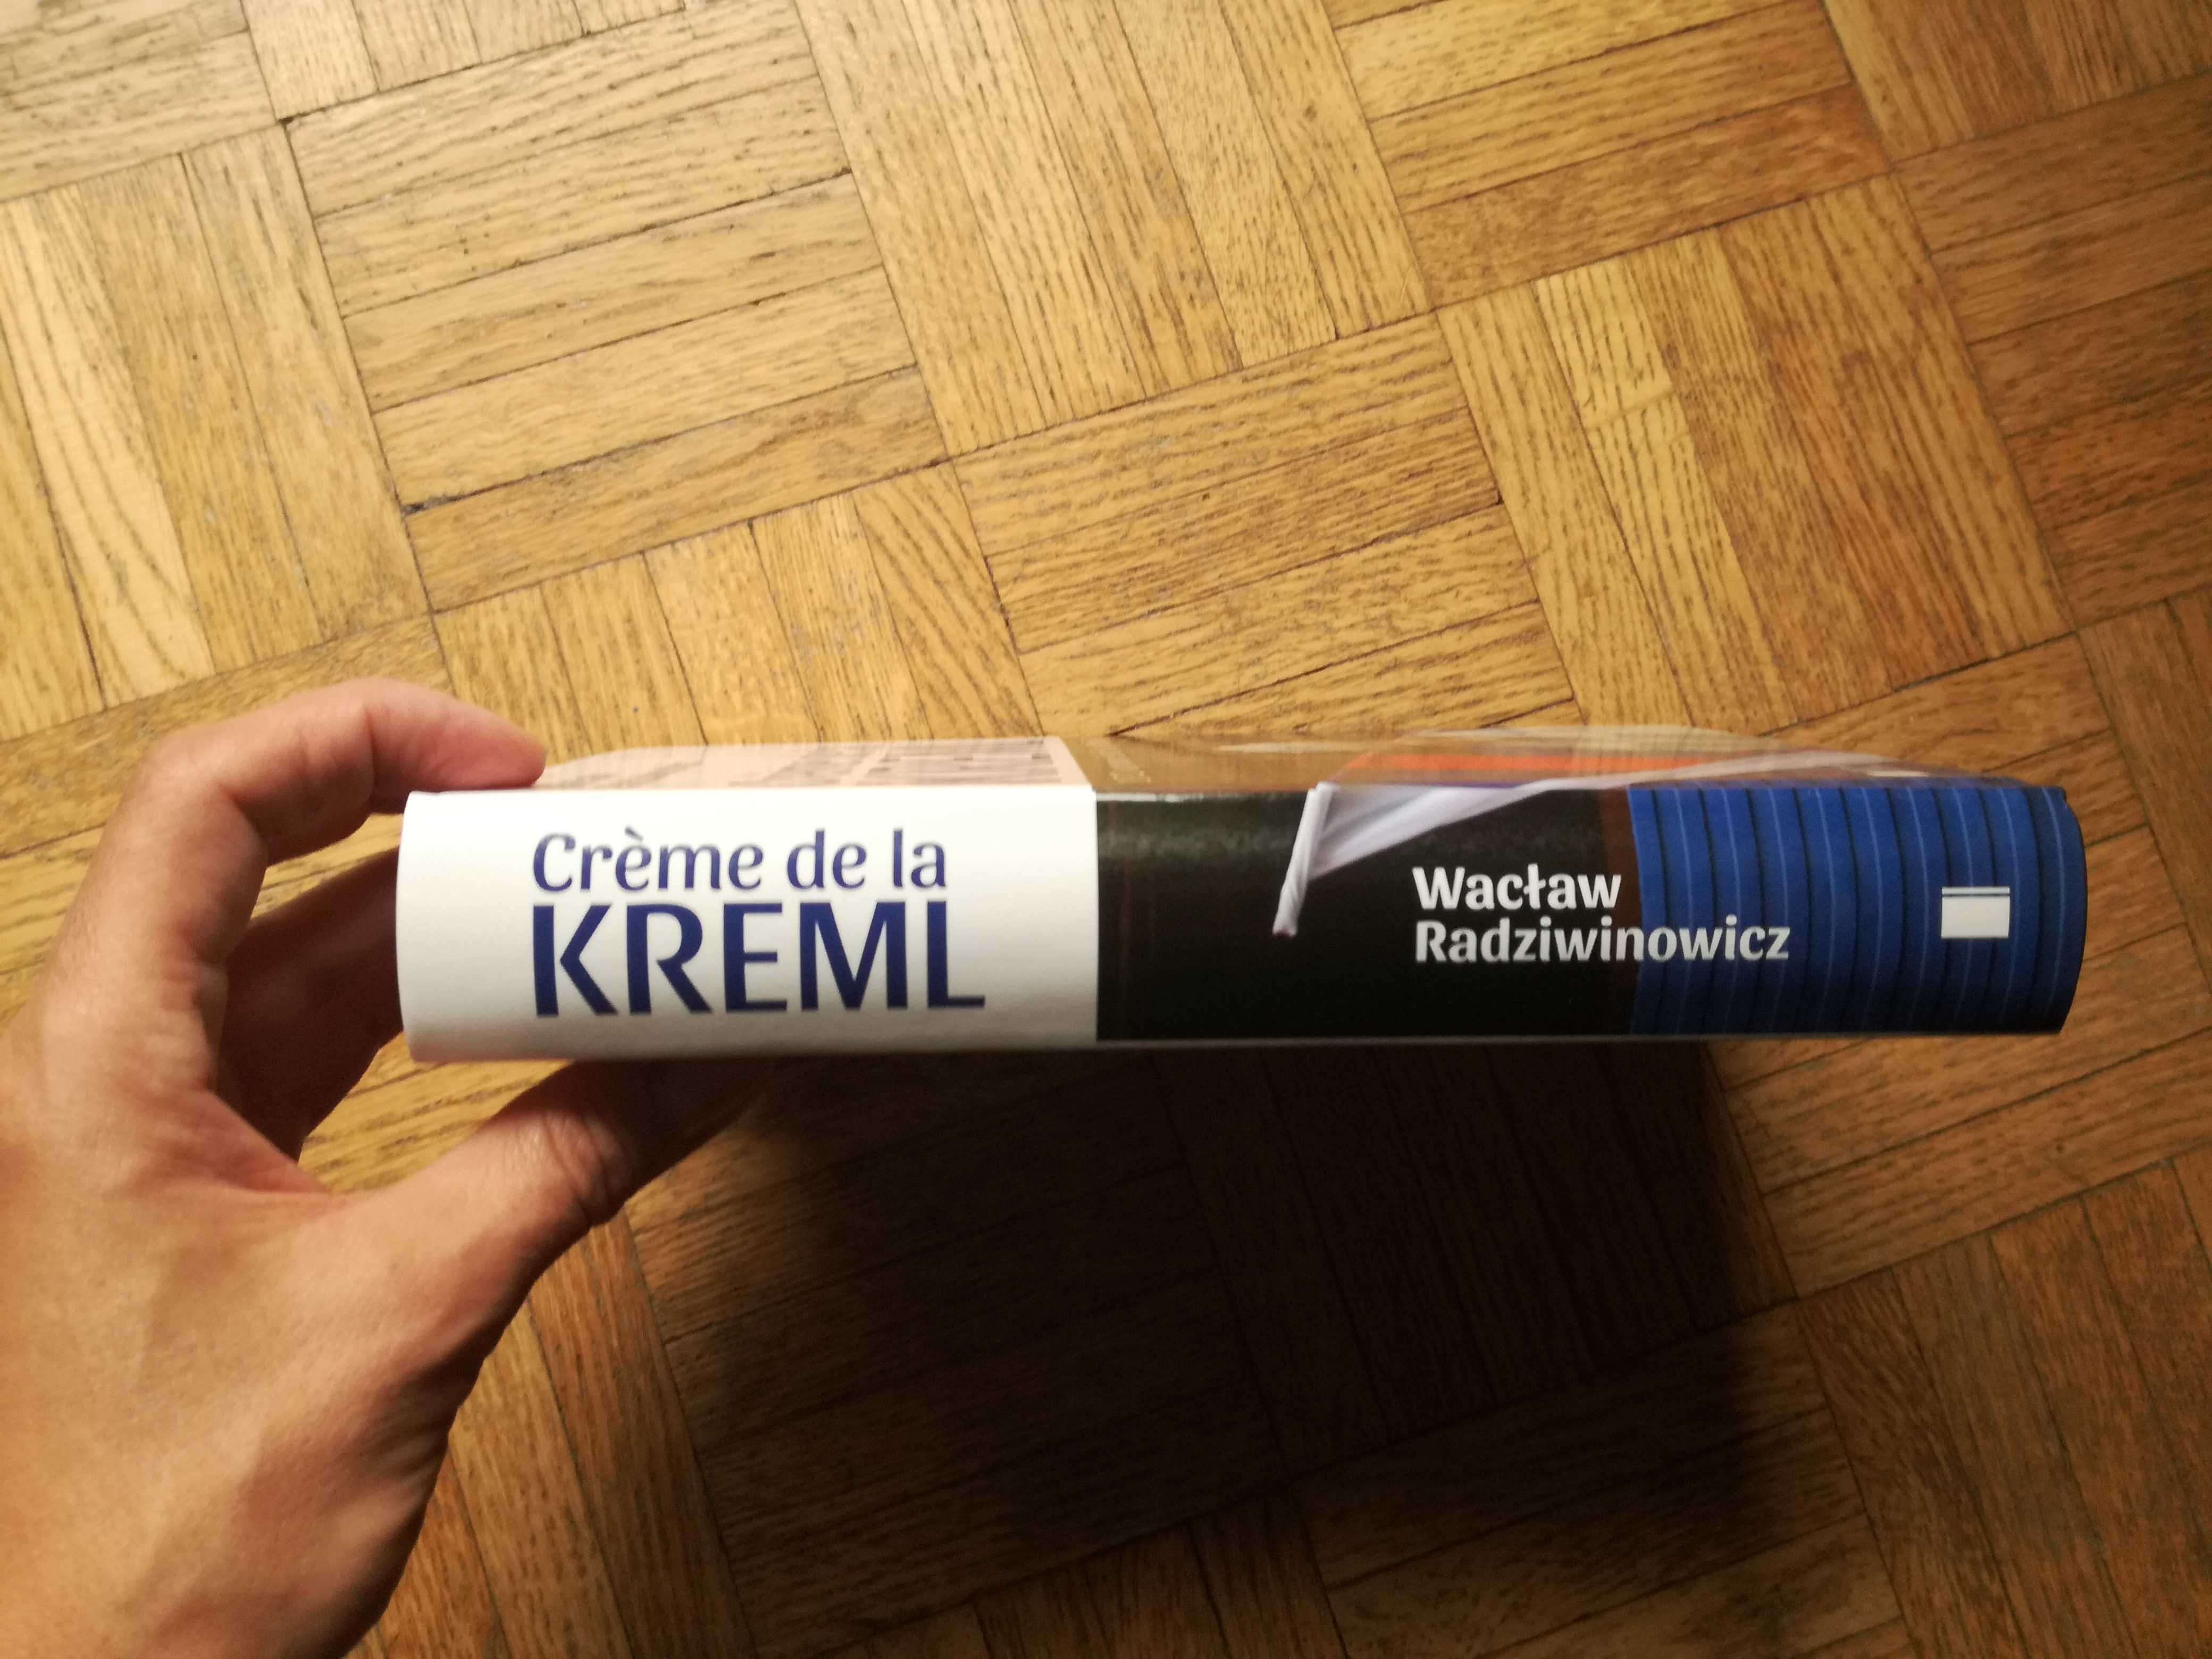 Crème de la
KREML
Wacław
Radziwinowicz